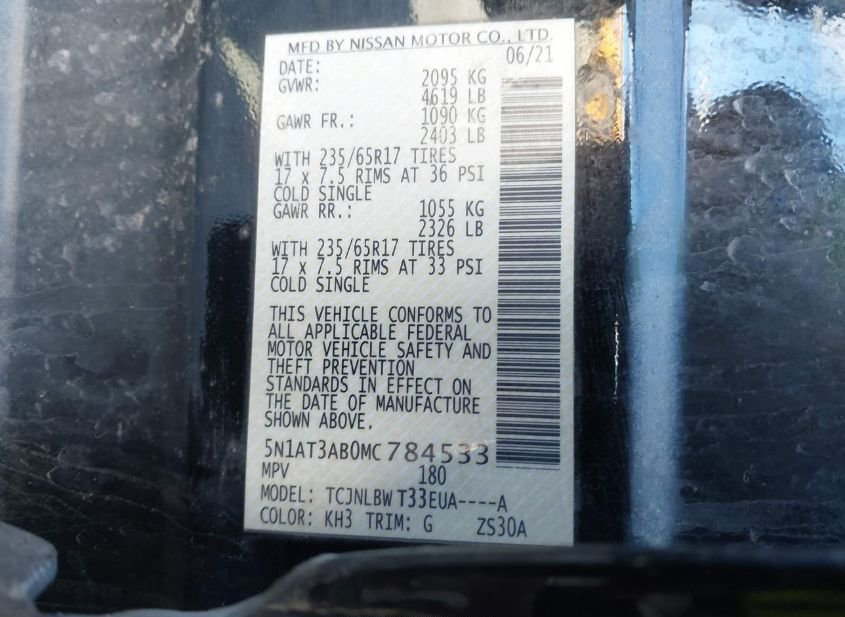 MFD BY NISSAN MOTOR CO., LTD.
DATE: 06/21
GVWR: 2095 KG
4619 LB
GAWR FR.: 1090 KG
2403 LB
WITH 235/65R17 TIRES
17 x 7.5 RIMS AT 36 PSI
COLD SINGLE
GAWR RR.: 1055 KG
2326 LB
WITH 235/65R17 TIRES
17 x 7.5 RIMS AT 33 PSI
COLD SINGLE
THIS VEHICLE CONFORMS TO
ALL APPLICABLE FEDERAL
MOTOR VEHICLE SAFETY AND
THEFT PREVENTION
STANDARDS IN EFFECT ON
THE DATE OF MANUFACTURE
SHOWN ABOVE.
5N1AT3AB0MC784533
MPV 180
MODEL: TCJNLBW T33EUA----A
COLOR: KH3 TRIM: G ZS30A